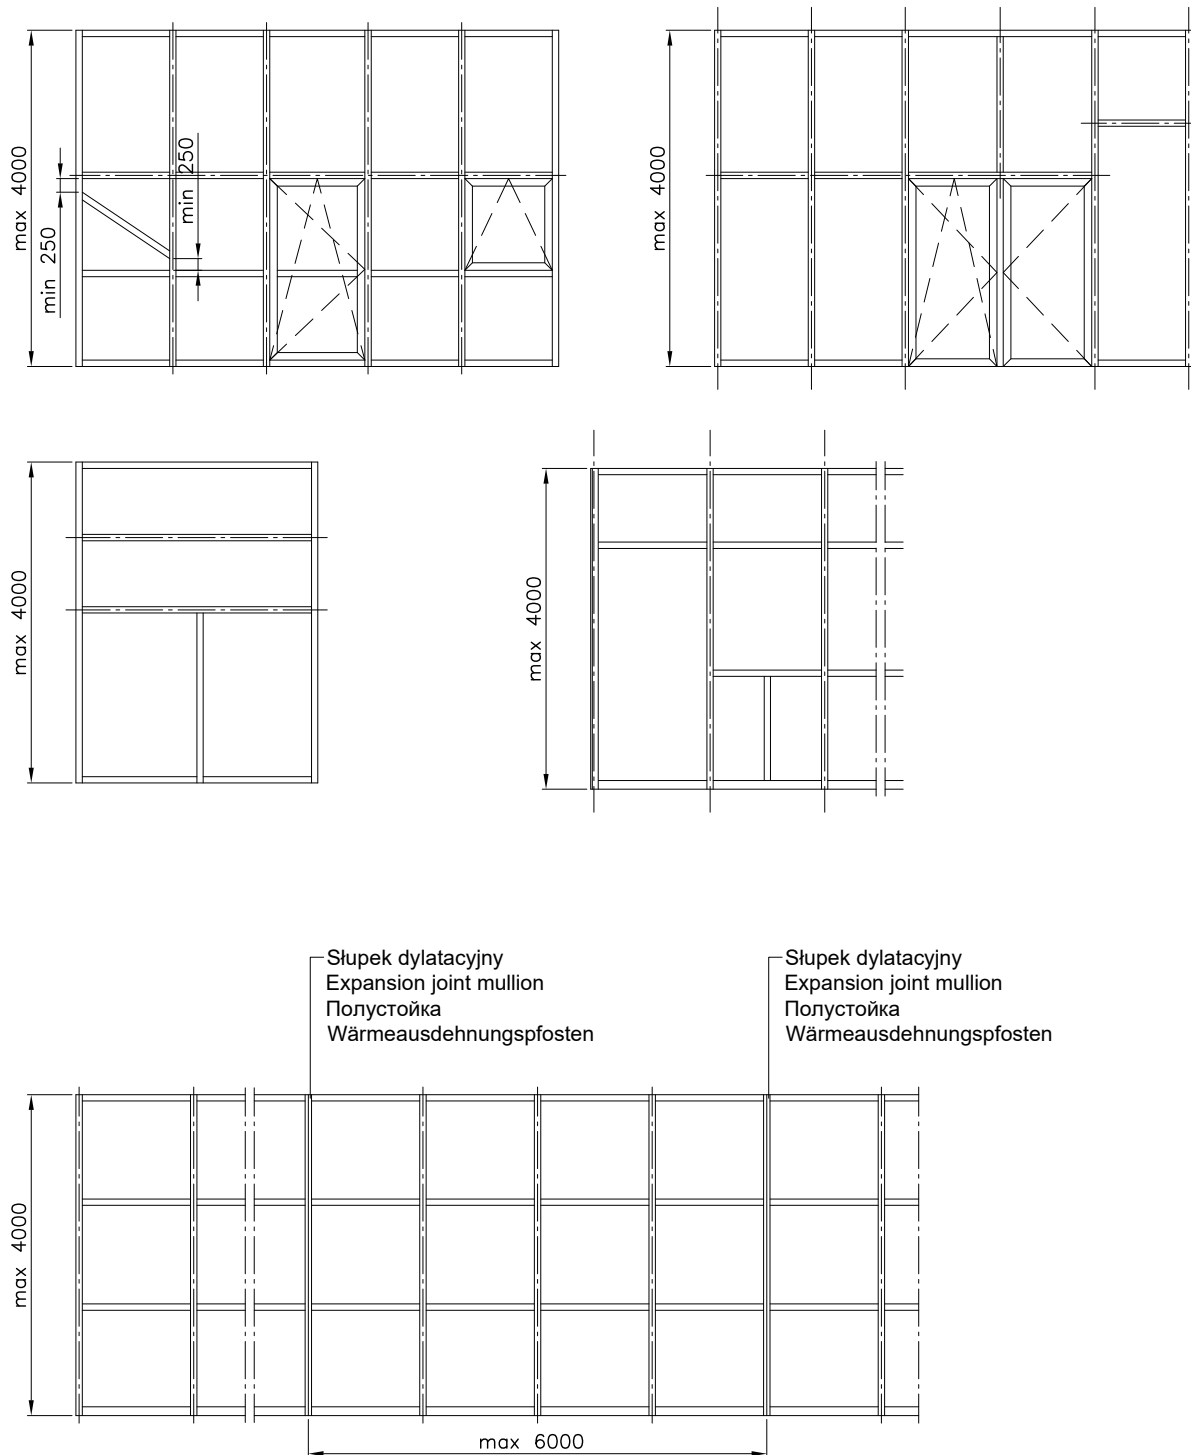 max 4000
min 250
min 250
max 4000
max 4000
max 4000
Słupek dylatacyjny
Expansion joint mullion
Полустойка
Wärmeausdehnungspfosten
Słupek dylatacyjny
Expansion joint mullion
Полустойка
Wärmeausdehnungspfosten
max 4000
max 6000